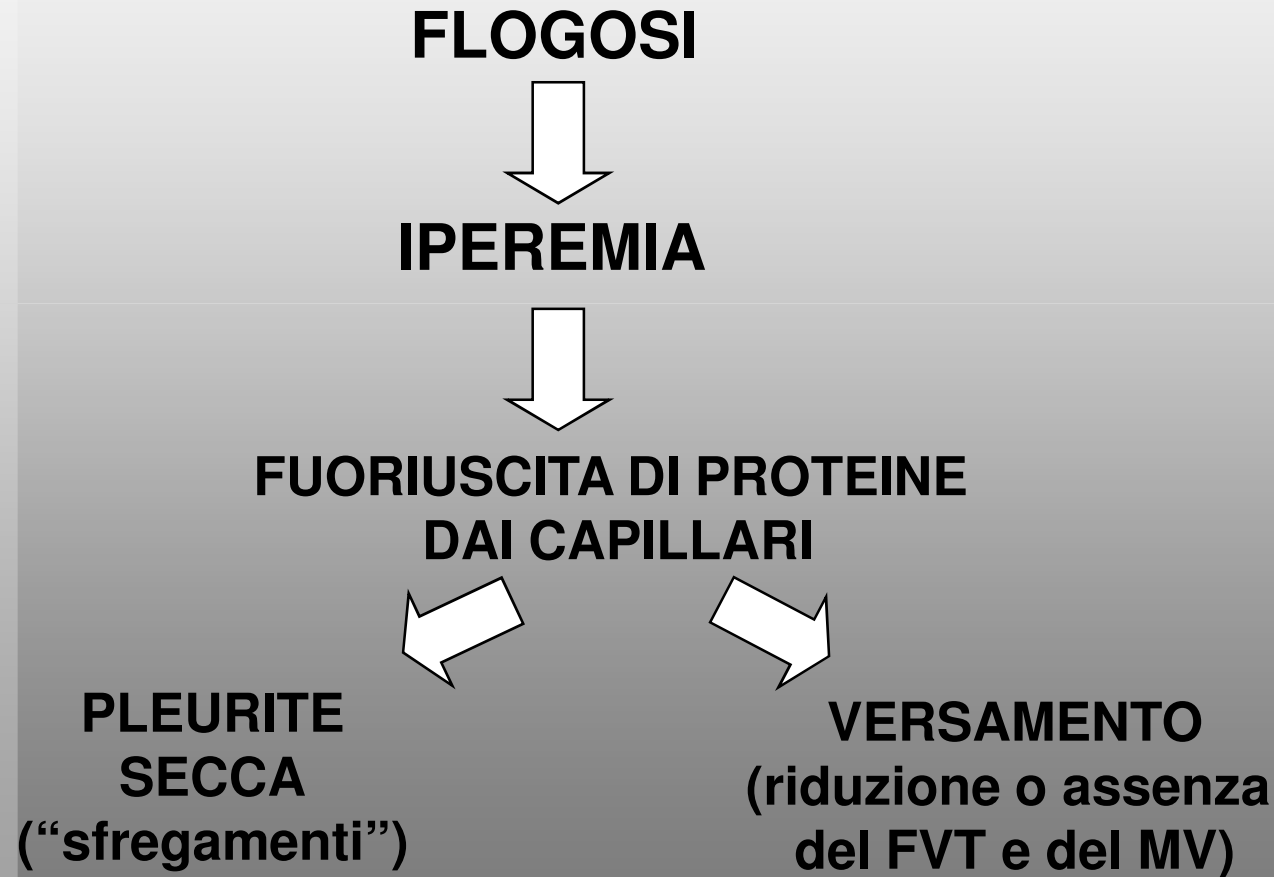 FLOGOSI
IPEREMIA
FUORIUSCITA DI PROTEINE
DAI CAPILLARI
PLEURITE
SECCA
(“sfregamenti”)
VERSAMENTO
(riduzione o assenza
del FVT e del MV)